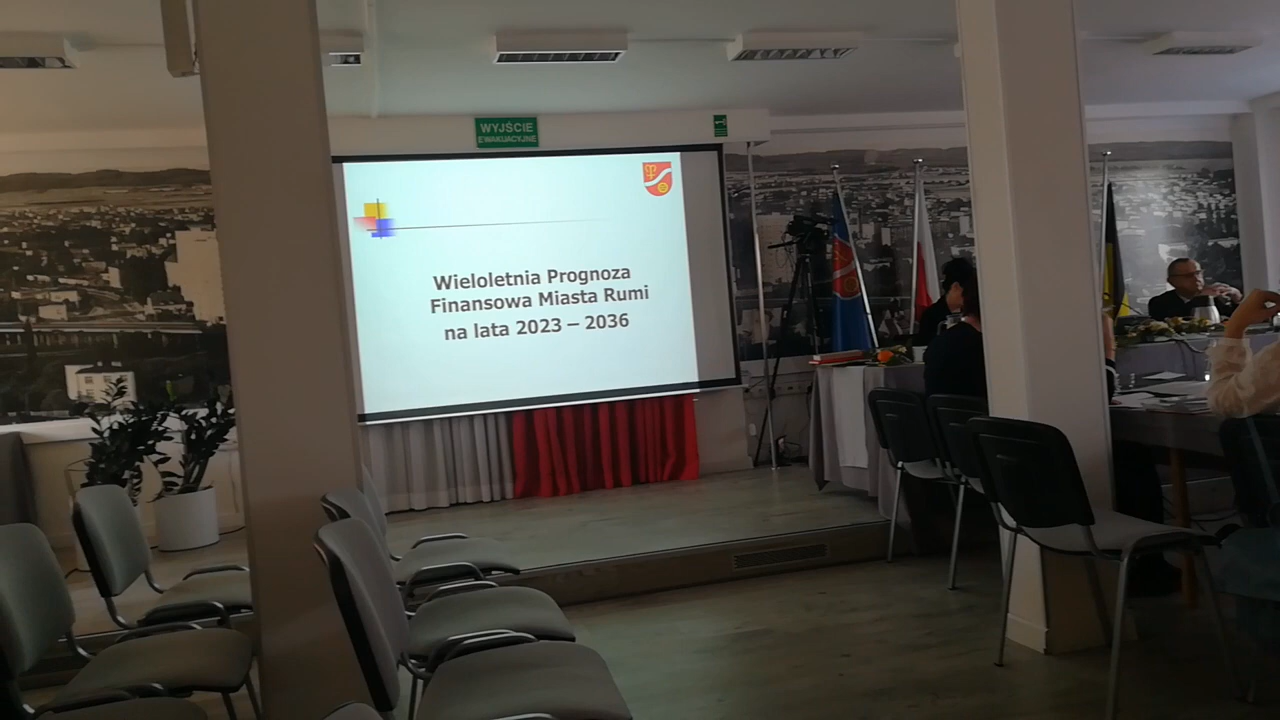 WYJŚCIE
EWAKUACYJNE
Wieloletnia Prognoza
Finansowa Miasta Rumi
na lata 2023 – 2036